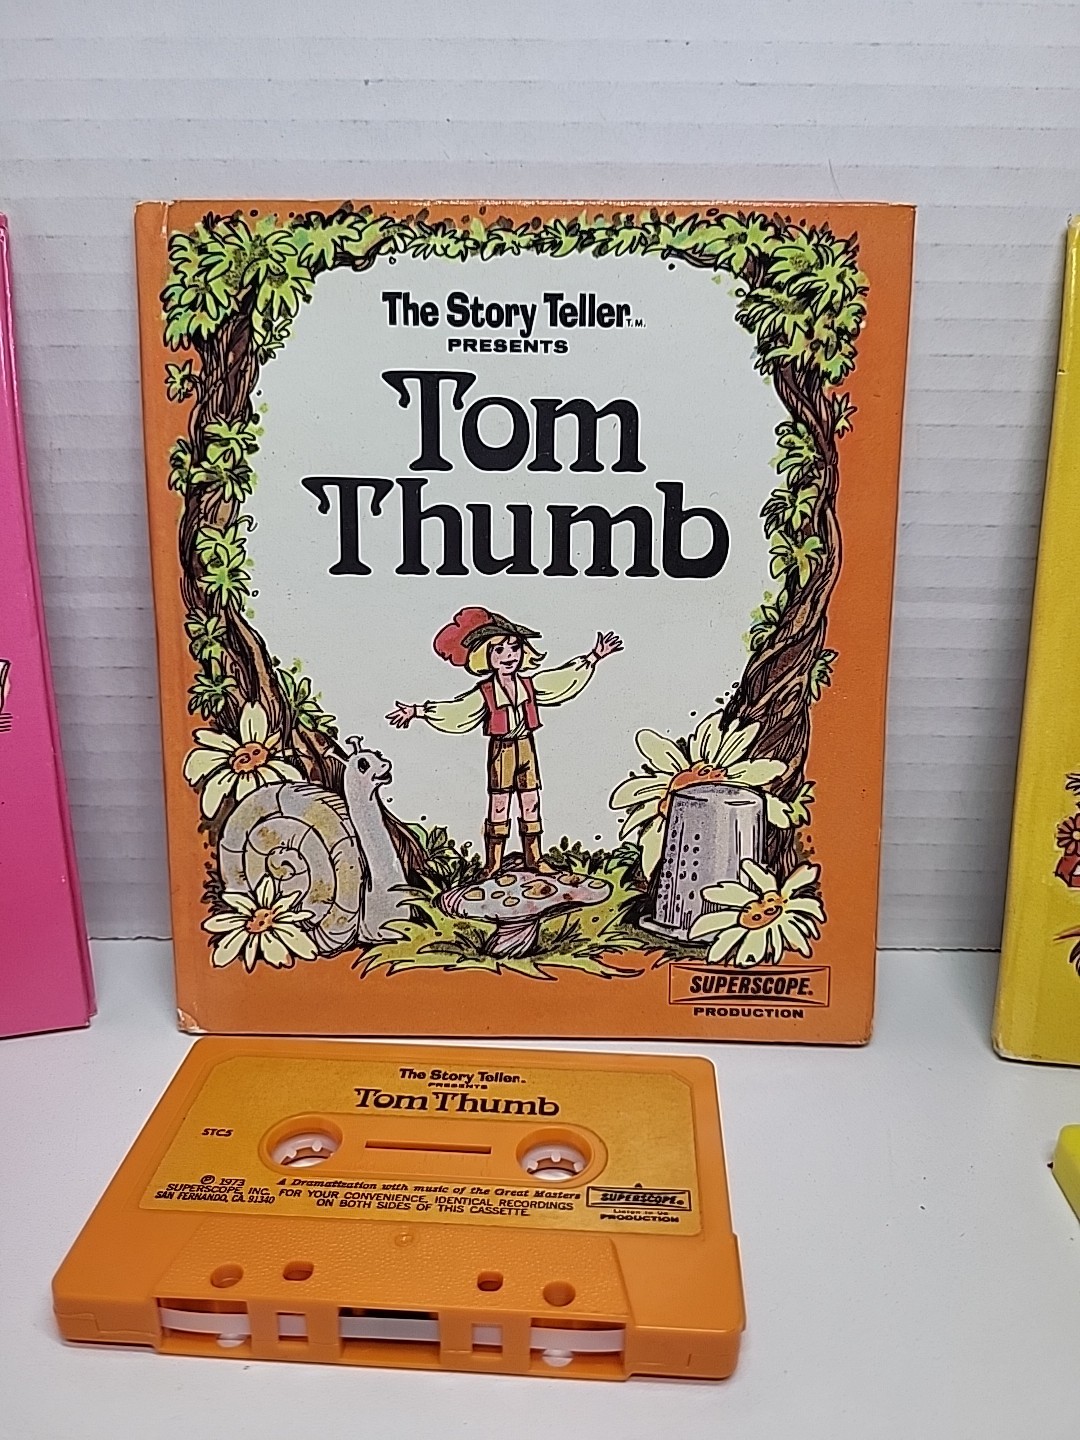 The Story Teller T.M.
PRESENTS
Tom
Thumb
SUPERSCOPE®
PRODUCTION
The Story Teller™
PRESENTS
Tom Thumb
STC5
℗ 1973
SUPERSCOPE, INC.
SAN FERNANDO, CA. 91340
A Dramatization with music of the Great Masters
FOR YOUR CONVENIENCE, IDENTICAL RECORDINGS
ON BOTH SIDES OF THIS CASSETTE.
SUPERSCOPE®
Listen to Us
PRODUCTION